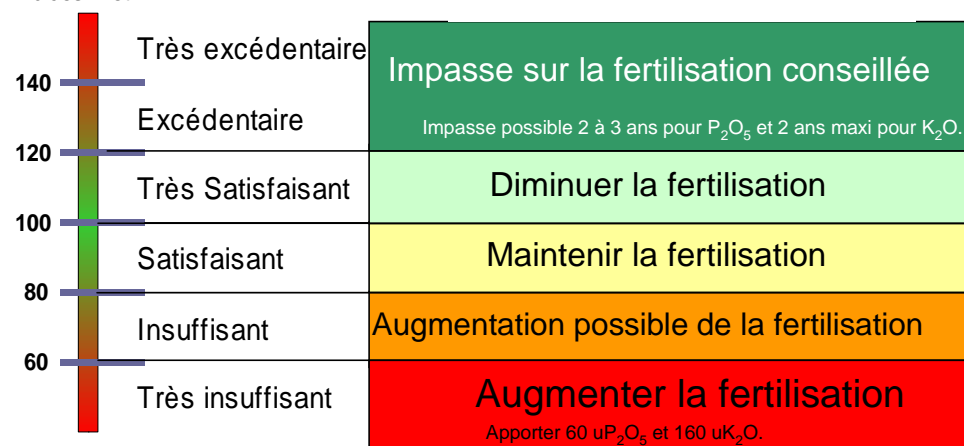 Très excédentaire
Impasse sur la fertilisation conseillée
140
Excédentaire
Impasse possible 2 à 3 ans pour P₂O₅ et 2 ans maxi pour K₂O.
120
Très Satisfaisant
Diminuer la fertilisation
100
Satisfaisant
Maintenir la fertilisation
80
Insuffisant
Augmentation possible de la fertilisation
60
Très insuffisant
Augmenter la fertilisation
Apporter 60 uP₂O₅ et 160 uK₂O.